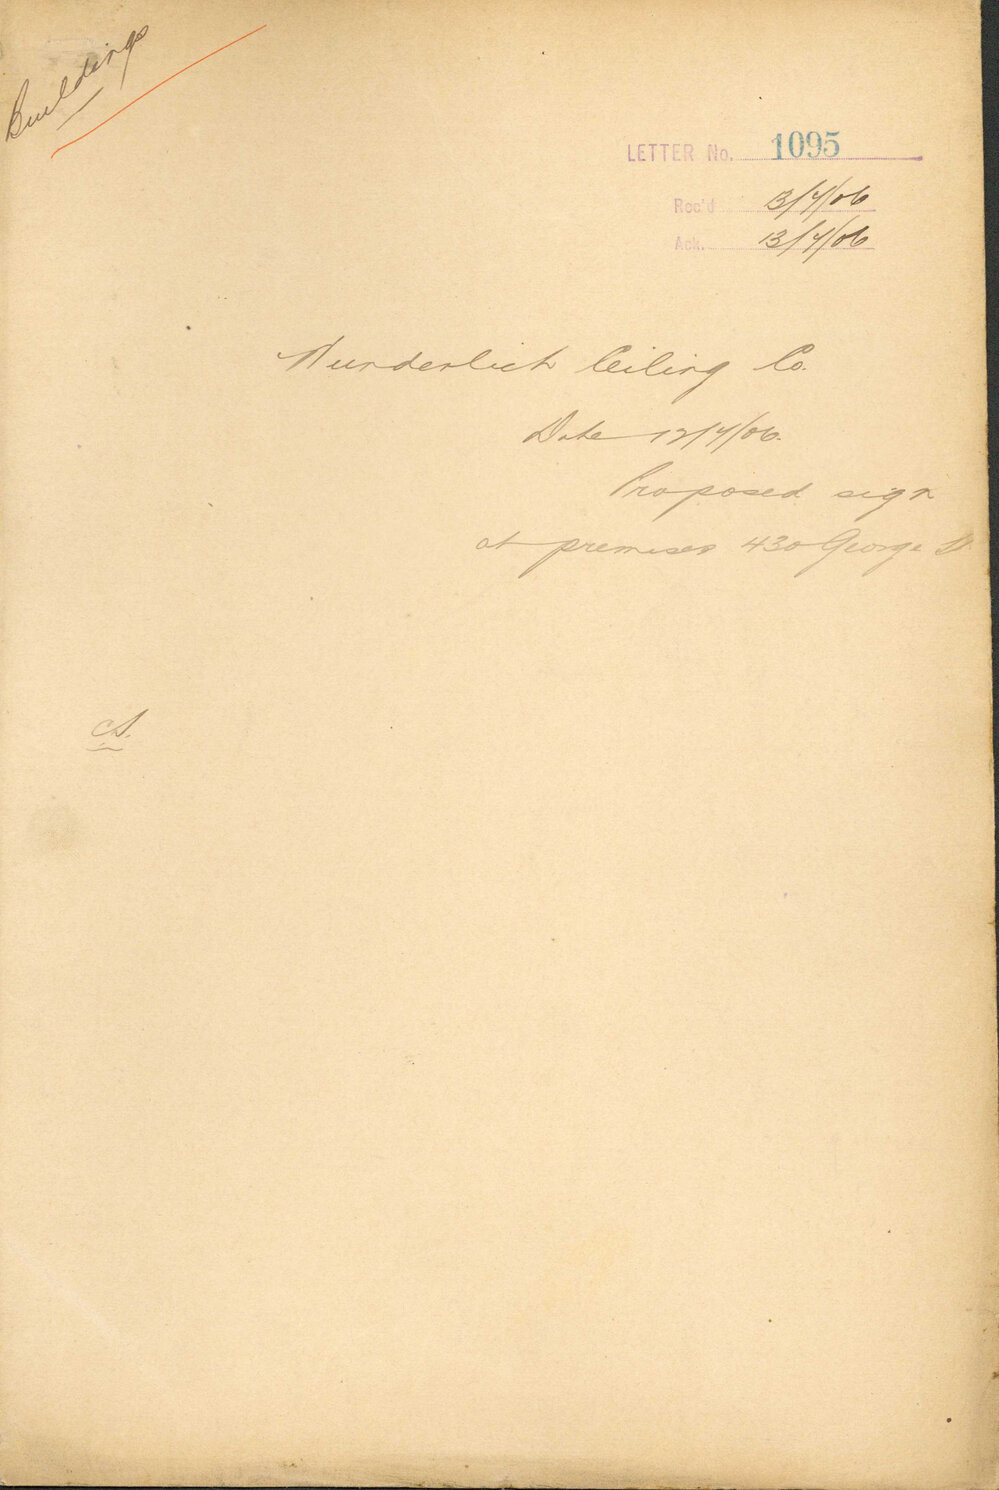 Buildings
LETTER No. 1095
Rec'd 13/4/06
Ack. 13/4/06
Wunderlich Ceiling Co.
Date 12/4/06.
Proposed sign
at premises 430 George St